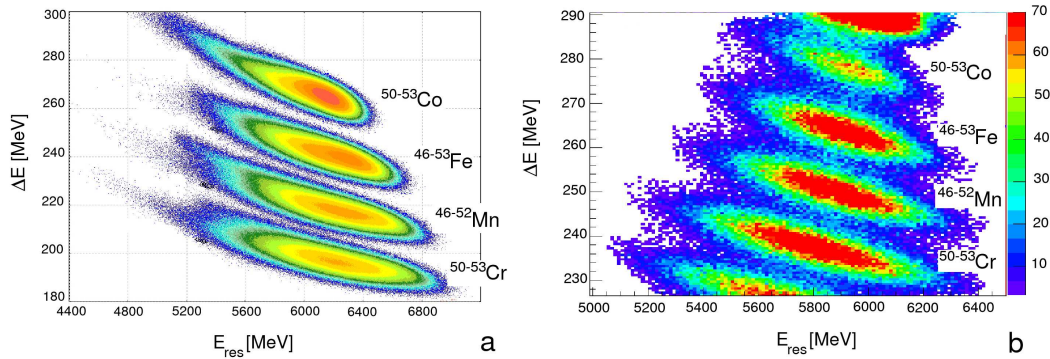 300
280
260
240
220
200
180
4400 4800 5200 5600 6000 6400 6800
ΔE [MeV]
E_res [MeV]
50-53Co
46-53Fe
46-52Mn
50-53Cr
a
290
280
270
260
250
240
230
5000 5200 5400 5600 5800 6000 6200 6400
ΔE [MeV]
E_res [MeV]
50-53Co
46-53Fe
46-52Mn
50-53Cr
b
70
60
50
40
30
20
10